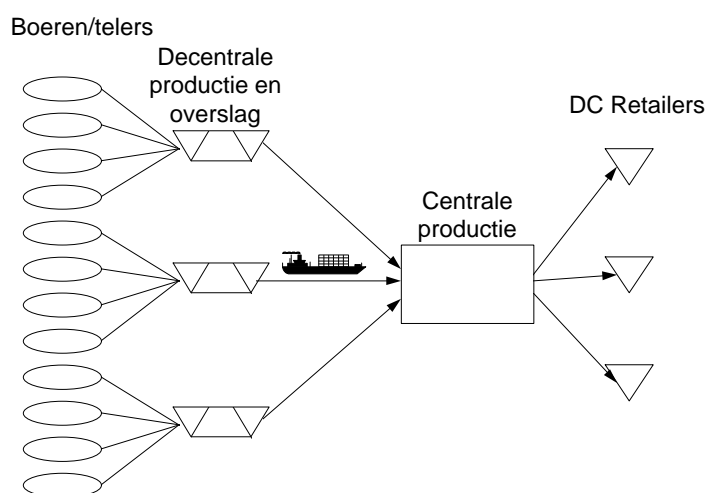 Boeren/telers
Decentrale
productie en
overslag
DC Retailers
Centrale
productie